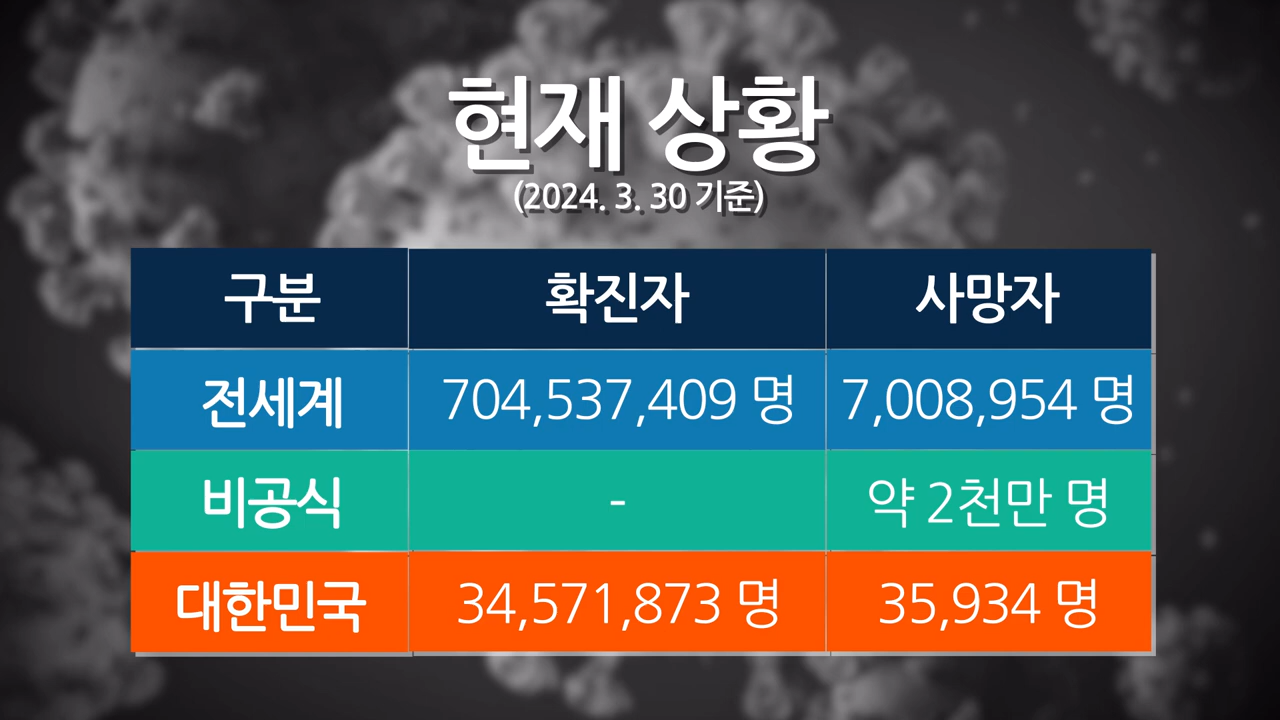 현재 상황
(2024. 3. 30 기준)
구분 확진자 사망자
전세계 704,537,409 명 7,008,954 명
비공식 - 약 2천만 명
대한민국 34,571,873 명 35,934 명